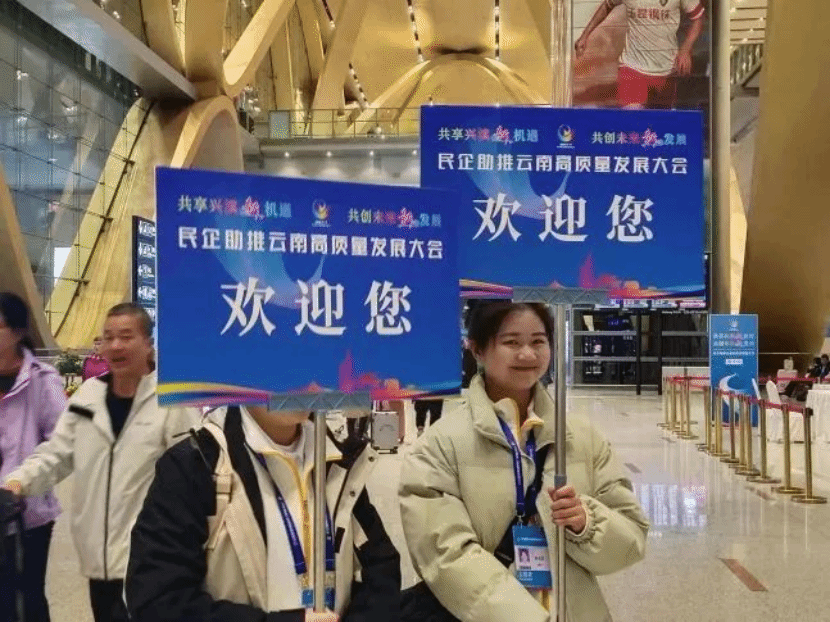 共享兴滇新机遇 共创未来新发展
民企助推云南高质量发展大会
欢迎您
共享兴滇新机遇 共创未来新发展
民企助推云南高质量发展大会
欢迎您